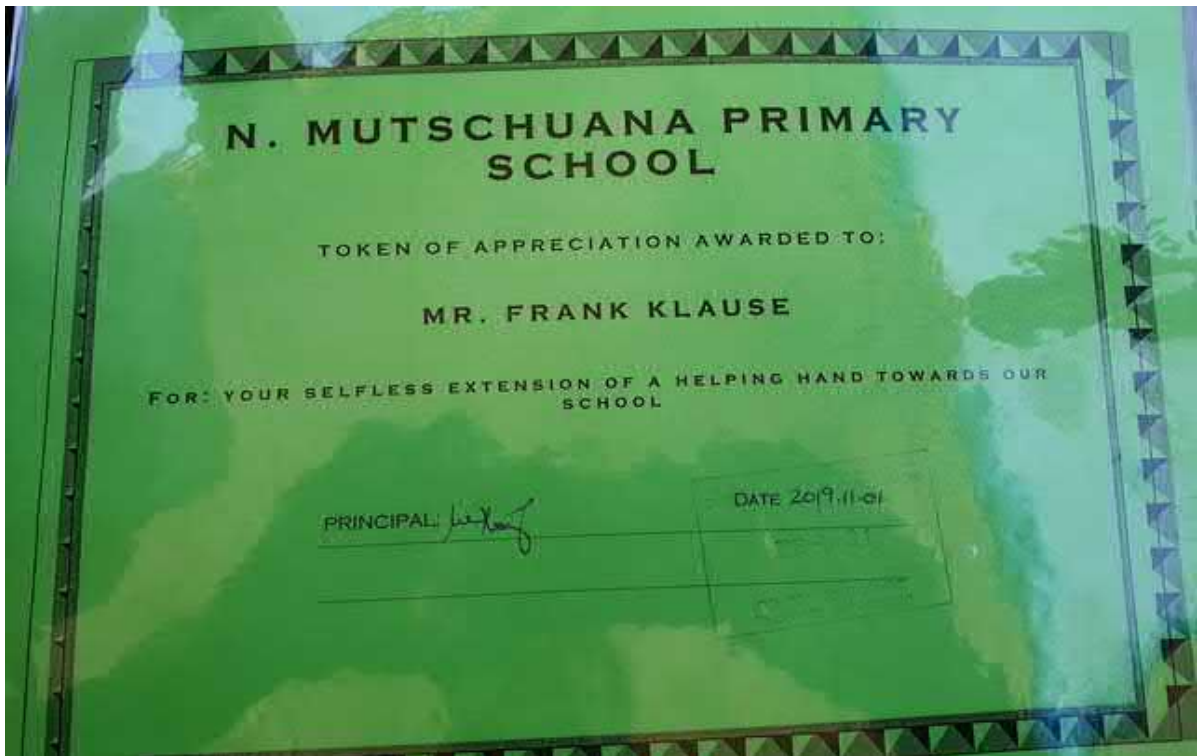 N. MUTSCHUANA PRIMARY
SCHOOL
TOKEN OF APPRECIATION AWARDED TO:
MR. FRANK KLAUSE
FOR: YOUR SELFLESS EXTENSION OF A HELPING HAND TOWARDS OUR
SCHOOL
PRINCIPAL:
DATE 2019.11.01